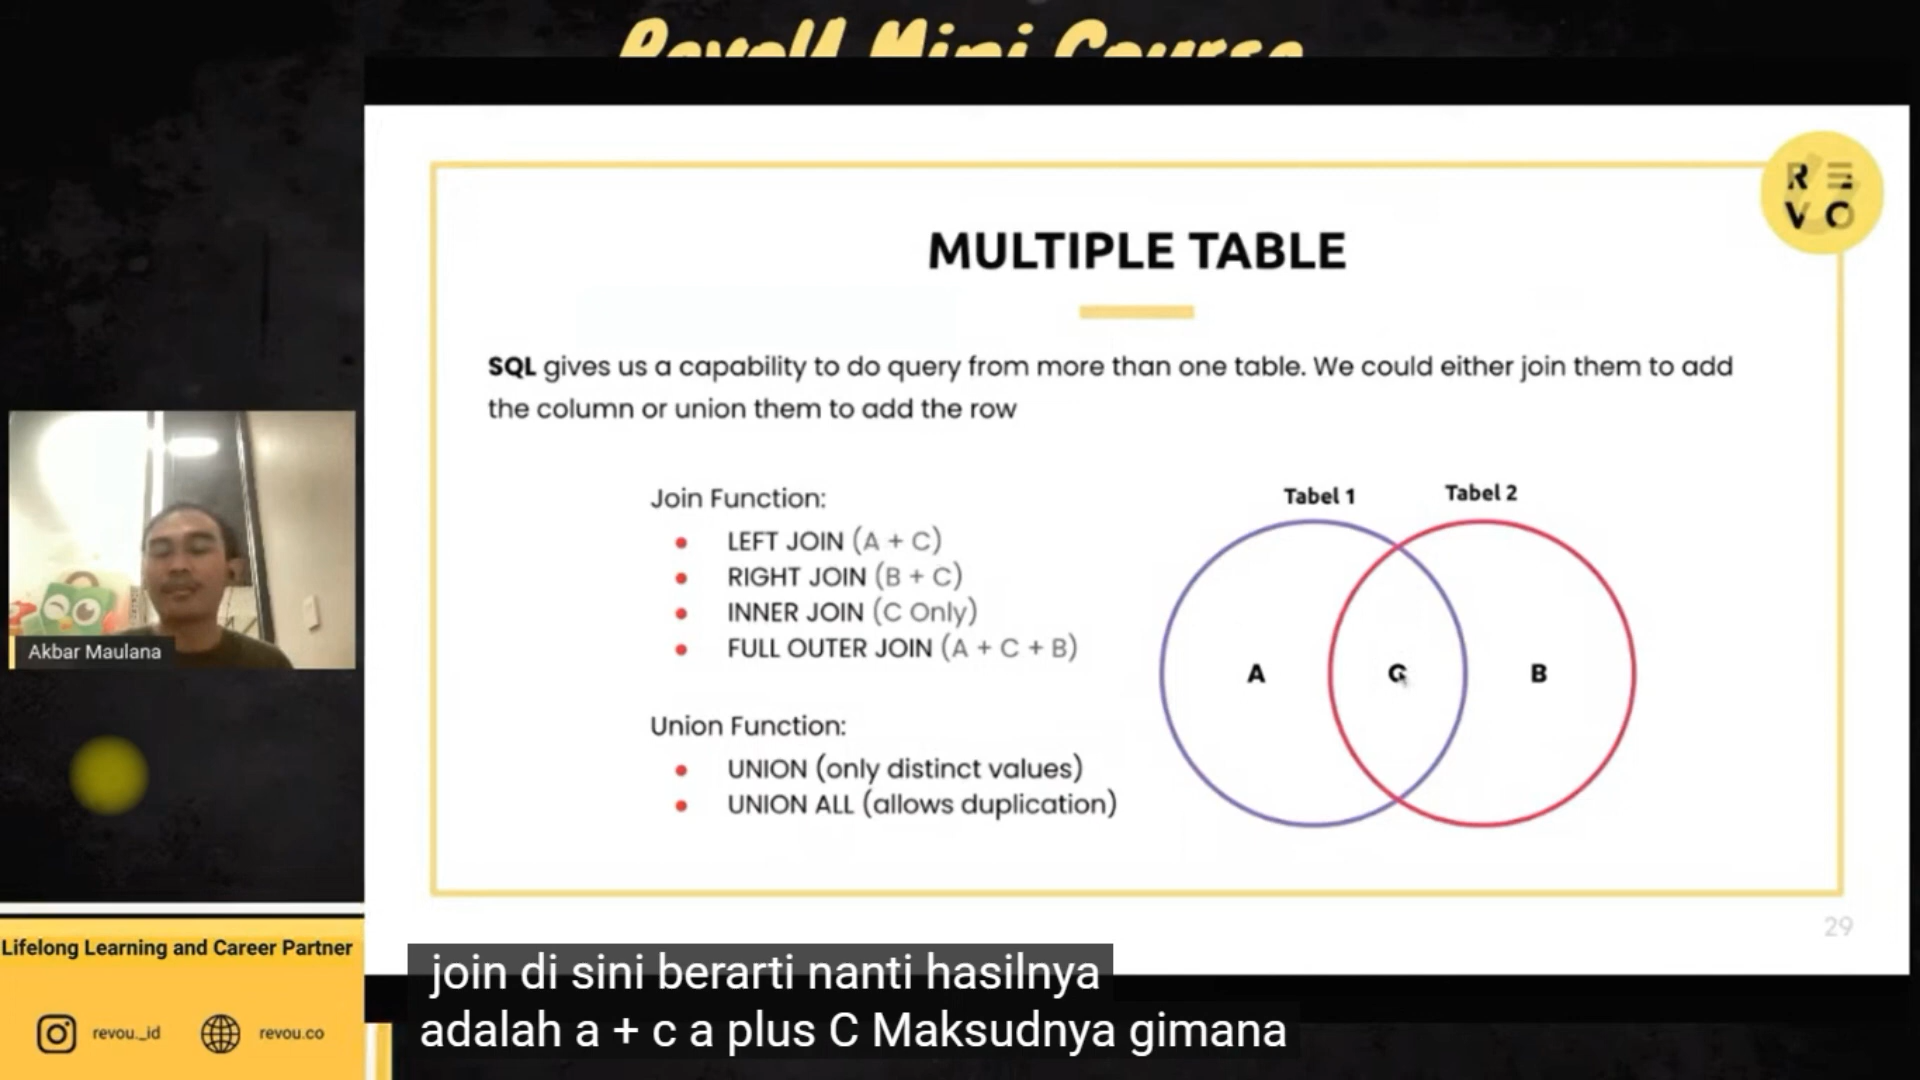 RevoU Mini Course
R E
V O
MULTIPLE TABLE
SQL gives us a capability to do query from more than one table. We could either join them to add
the column or union them to add the row
Join Function:
LEFT JOIN (A + C)
RIGHT JOIN (B + C)
INNER JOIN (C Only)
FULL OUTER JOIN (A + C + B)
Union Function:
UNION (only distinct values)
UNION ALL (allows duplication)
Tabel 1
Tabel 2
A
C
B
29
Akbar Maulana
Lifelong Learning and Career Partner
revou_id
revou.co
join di sini berarti nanti hasilnya
adalah a + c a plus C Maksudnya gimana